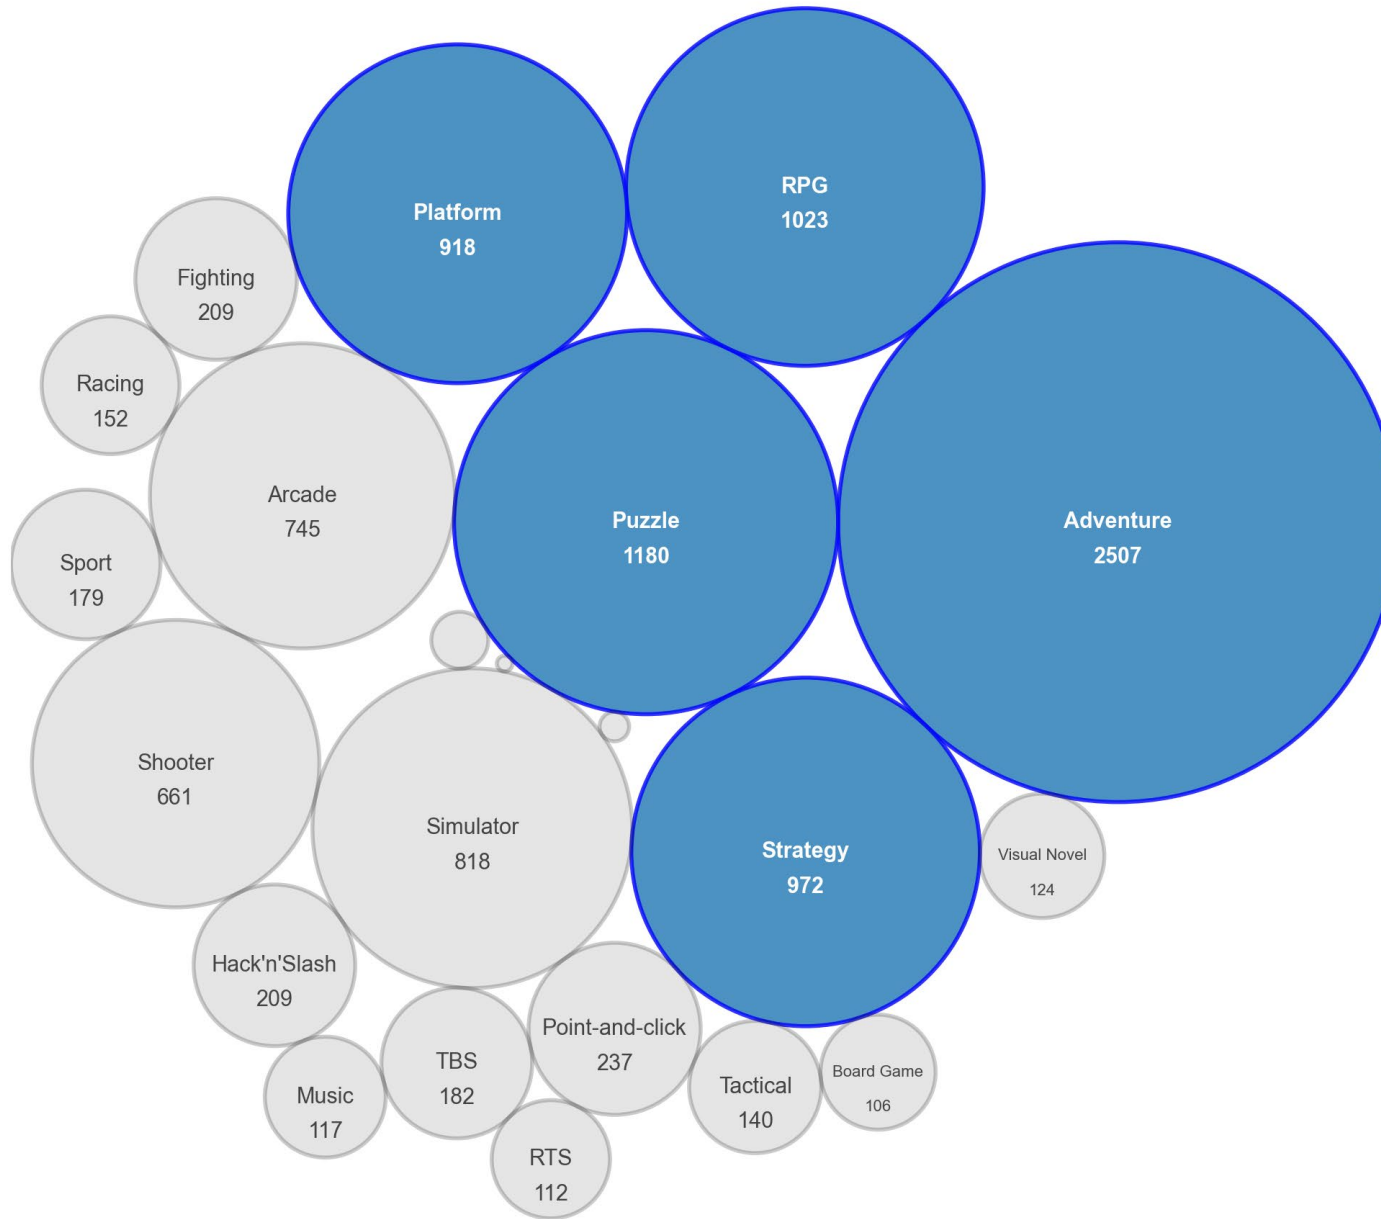 RPG
1023
Platform
918
Fighting
209
Racing
152
Arcade
745
Puzzle
1180
Adventure
2507
Sport
179
Shooter
661
Simulator
818
Strategy
972
Visual Novel
124
Hack'n'Slash
209
Point-and-click
237
TBS
182
Tactical
140
Board Game
106
Music
117
RTS
112